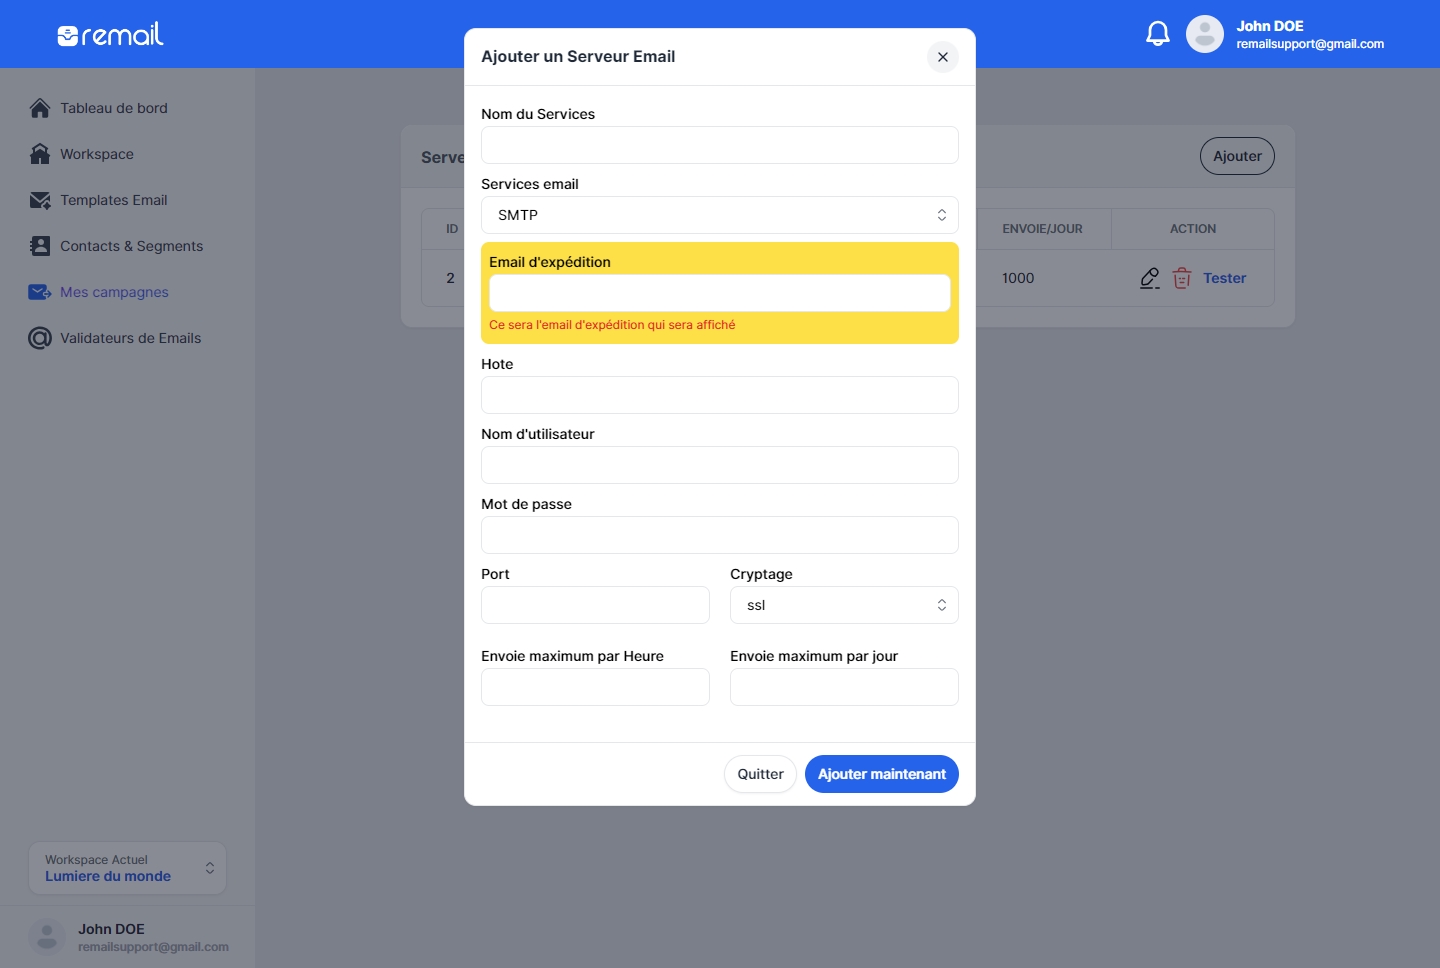 remail
John DOE
remailsupport@gmail.com
Tableau de bord
Workspace
Templates Email
Contacts & Segments
Mes campagnes
Validateurs de Emails
Workspace Actuel
Lumiere du monde
John DOE
remailsupport@gmail.com
Serve
Ajouter
ID
ENVOIE/JOUR
ACTION
2
1000
Tester
Ajouter un Serveur Email
Nom du Services
Services email
SMTP
Email d'expédition
Ce sera l'email d'expédition qui sera affiché
Hote
Nom d'utilisateur
Mot de passe
Port
Cryptage
ssl
Envoie maximum par Heure
Envoie maximum par jour
Quitter
Ajouter maintenant